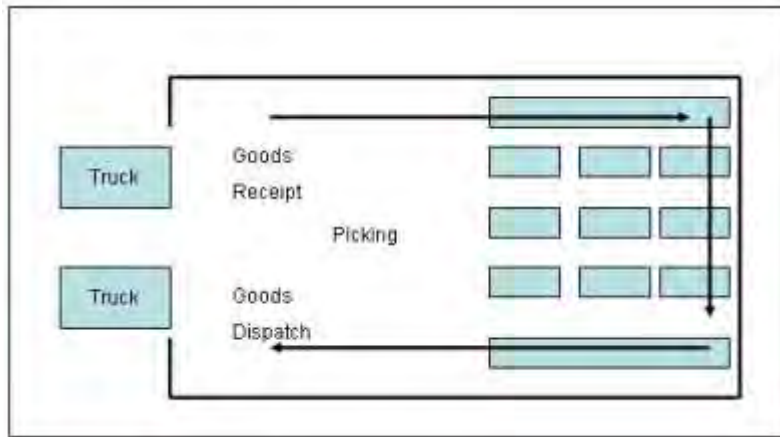 Truck
Goods
Receipt
Picking
Truck
Goods
Dispatch